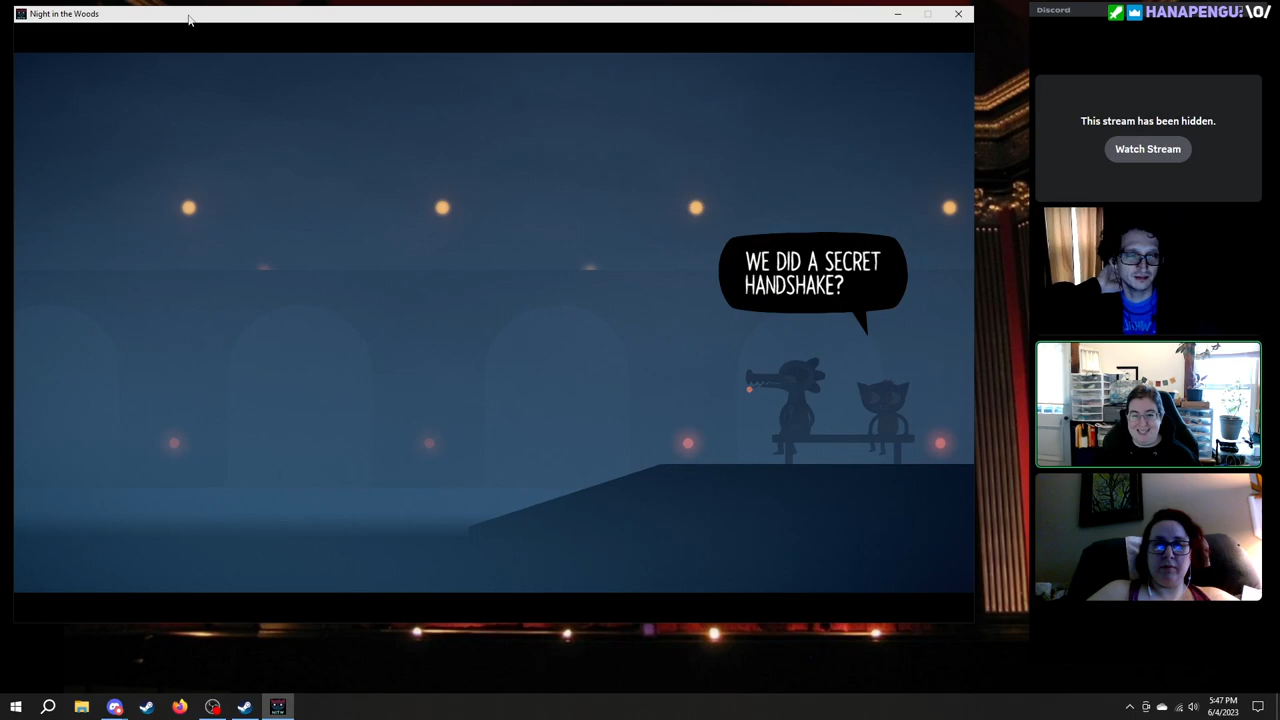 Night in the Woods
Discord
HANAPENGU
\O/
This stream has been hidden.
Watch Stream
WE DID A SECRET
HANDSHAKE?
NITW
5:47 PM
6/4/2023